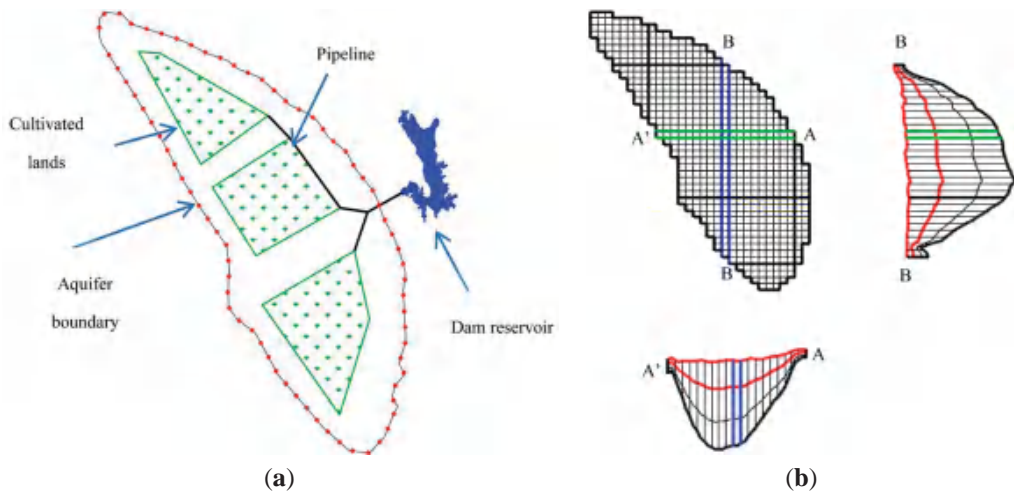 Pipeline
Cultivated
lands
Aquifer
boundary
Dam reservoir
(a)
B
A'
A
B
B
B
A'
A
(b)